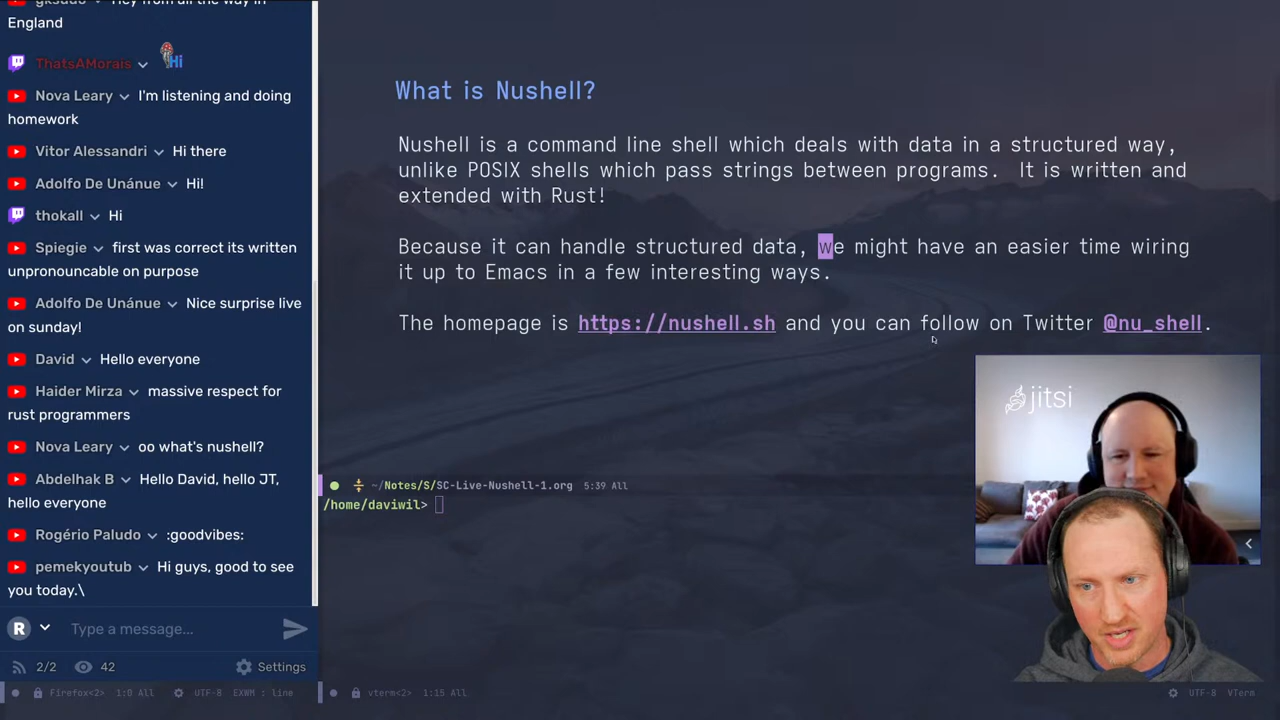 gksudo Hey from all the way in
England
ThatsAMorais Hi
Nova Leary I'm listening and doing
homework
Vitor Alessandri Hi there
Adolfo De Unánue Hi!
thokall Hi
Spiegie first was correct its written
unpronouncable on purpose
Adolfo De Unánue Nice surprise live
on sunday!
David Hello everyone
Haider Mirza massive respect for
rust programmers
Nova Leary oo what's nushell?
Abdelhak B Hello David, hello JT,
hello everyone
Rogério Paludo :goodvibes:
pemekyoutub Hi guys, good to see
you today.\
R Type a message...
2/2 42 Settings
Firefox<2> 1:0 All UTF-8 EXWM : line
What is Nushell?
Nushell is a command line shell which deals with data in a structured way,
unlike POSIX shells which pass strings between programs. It is written and
extended with Rust!
Because it can handle structured data, we might have an easier time wiring
it up to Emacs in a few interesting ways.
The homepage is https://nushell.sh and you can follow on Twitter @nu_shell.
~/Notes/S/SC-Live-Nushell-1.org 5:39 All
/home/daviwil>
jitsi
vterm<2> 1:15 All UTF-8 VTerm